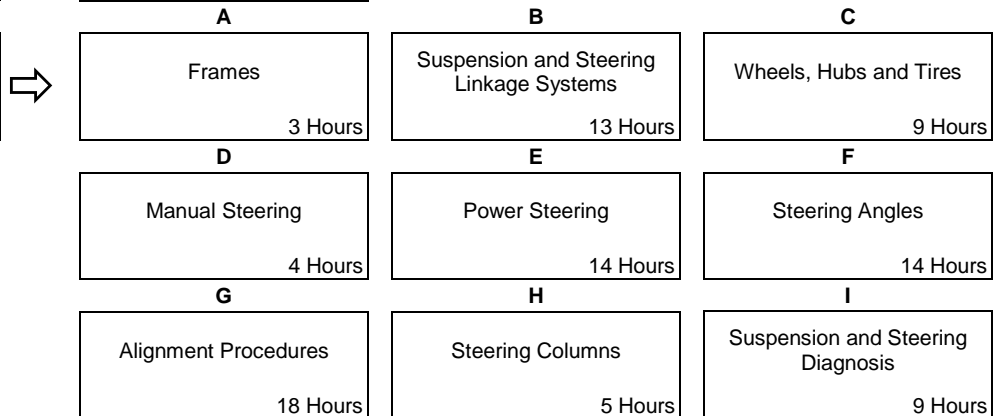 A B C
Frames
3 Hours
Suspension and Steering
Linkage Systems
13 Hours
Wheels, Hubs and Tires
9 Hours
D E F
Manual Steering
4 Hours
Power Steering
14 Hours
Steering Angles
14 Hours
G H I
Alignment Procedures
18 Hours
Steering Columns
5 Hours
Suspension and Steering
Diagnosis
9 Hours